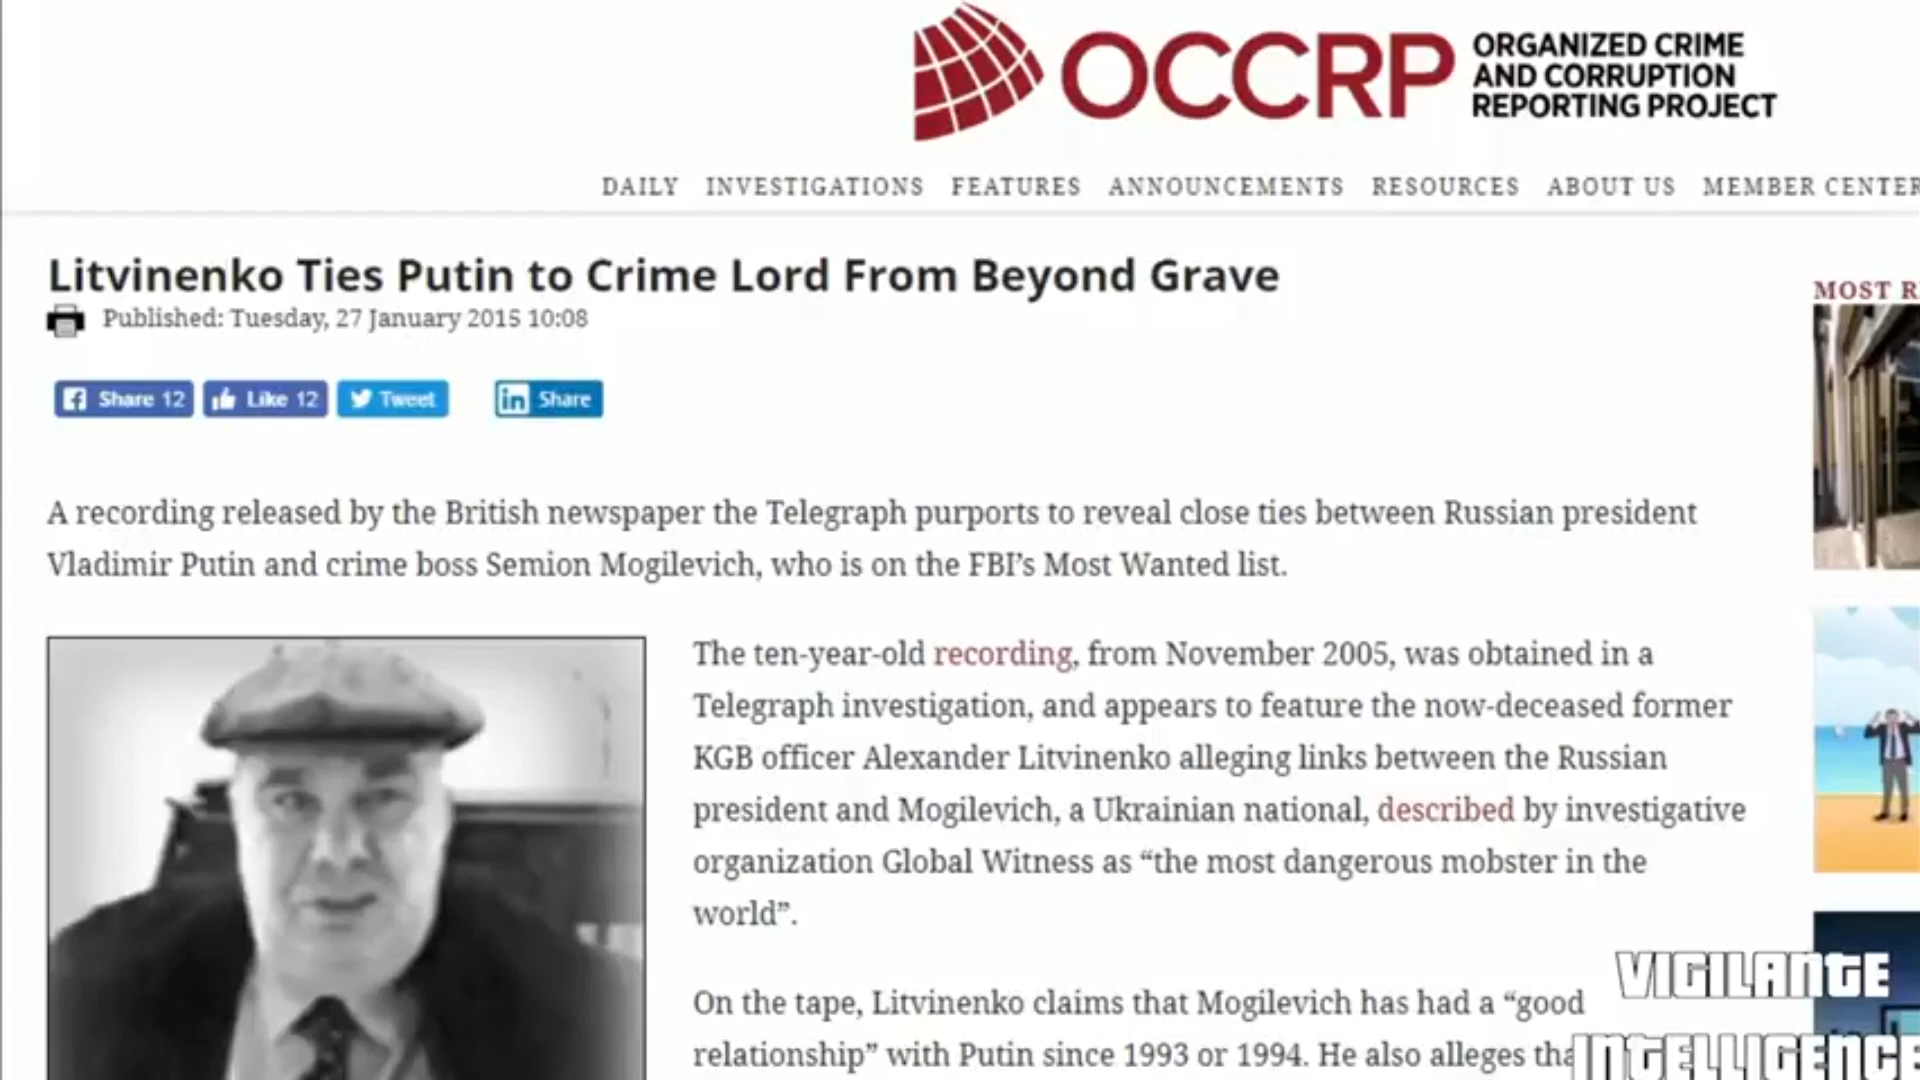 OCCRP
ORGANIZED CRIME
AND CORRUPTION
REPORTING PROJECT
DAILY INVESTIGATIONS FEATURES ANNOUNCEMENTS RESOURCES ABOUT US MEMBER CENTER
Litvinenko Ties Putin to Crime Lord From Beyond Grave
Published: Tuesday, 27 January 2015 10:08
MOST R
Share 12 Like 12 Tweet in Share
A recording released by the British newspaper the Telegraph purports to reveal close ties between Russian president
Vladimir Putin and crime boss Semion Mogilevich, who is on the FBI’s Most Wanted list.
The ten-year-old recording, from November 2005, was obtained in a
Telegraph investigation, and appears to feature the now-deceased former
KGB officer Alexander Litvinenko alleging links between the Russian
president and Mogilevich, a Ukrainian national, described by investigative
organization Global Witness as “the most dangerous mobster in the
world”.
On the tape, Litvinenko claims that Mogilevich has had a “good
relationship” with Putin since 1993 or 1994. He also alleges tha
VIGILANTE
INTELLIGENCE